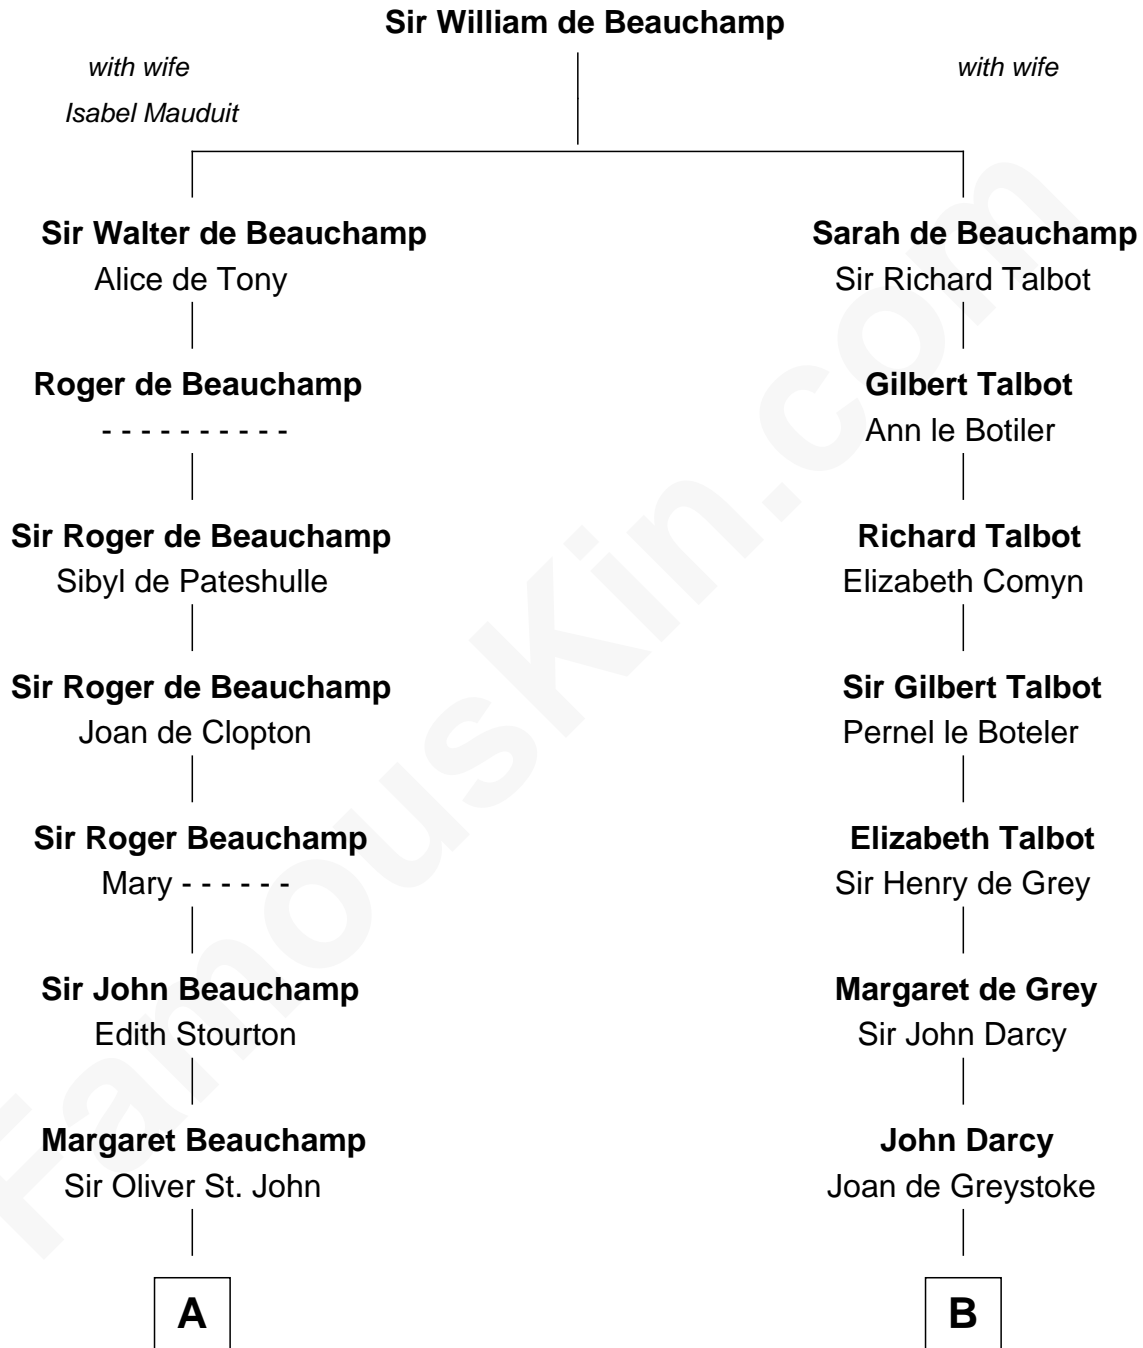 Sir William de Beauchamp
with wife
with wife
Isabel Mauduit
Sir Walter de Beauchamp
Sarah de Beauchamp
Alice de Tony
Sir Richard Talbot
Roger de Beauchamp
Gilbert Talbot
- - - - - - - - - -
Ann le Botiler
Sir Roger de Beauchamp
Richard Talbot
Sibyl de Pateshulle
Elizabeth Comyn
Sir Roger de Beauchamp
Sir Gilbert Talbot
Joan de Clopton
Pernel le Boteler
Sir Roger Beauchamp
Elizabeth Talbot
Mary - - - - - -
Sir Henry de Grey
Sir John Beauchamp
Margaret de Grey
Edith Stourton
Sir John Darcy
Margaret Beauchamp
John Darcy
Sir Oliver St. John
Joan de Greystoke
A
B
FamousKin.com